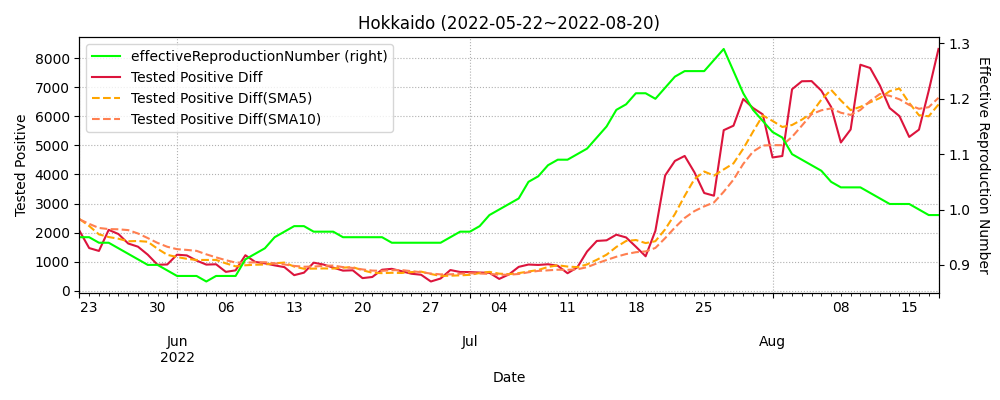 Hokkaido (2022-05-22~2022-08-20)
effectiveReproductionNumber (right)
Tested Positive Diff
Tested Positive Diff(SMA5)
Tested Positive Diff(SMA10)
Tested Positive
8000
7000
6000
5000
4000
3000
2000
1000
0
1.3
1.2
1.1
1.0
0.9
Effective Reproduction Number
23 30 06 13 20 27 04 11 18 25 08 15
Jun Jul Aug
2022
Date